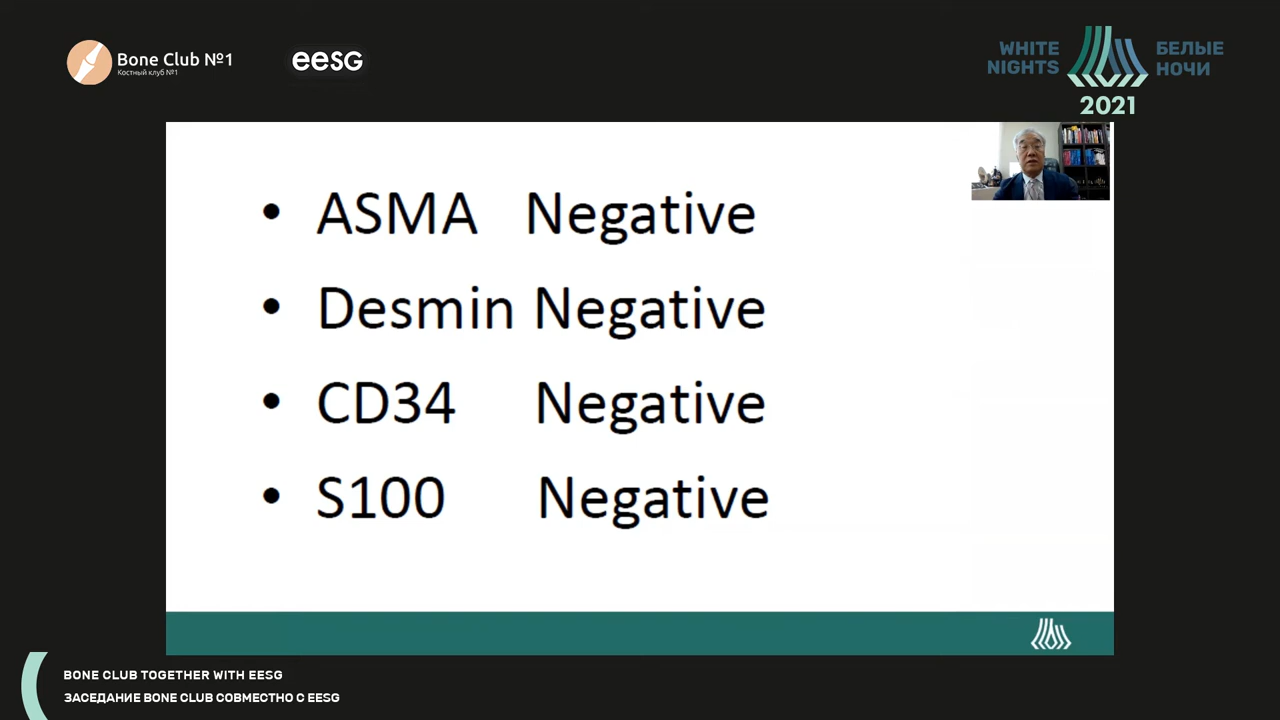 Bone Club №1
Костный клуб №1
eesg
WHITE
NIGHTS
БЕЛЫЕ
НОЧИ
2021
• ASMA Negative
• Desmin Negative
• CD34 Negative
• S100 Negative
BONE CLUB TOGETHER WITH EESG
ЗАСЕДАНИЕ BONE CLUB СОВМЕСТНО С EESG